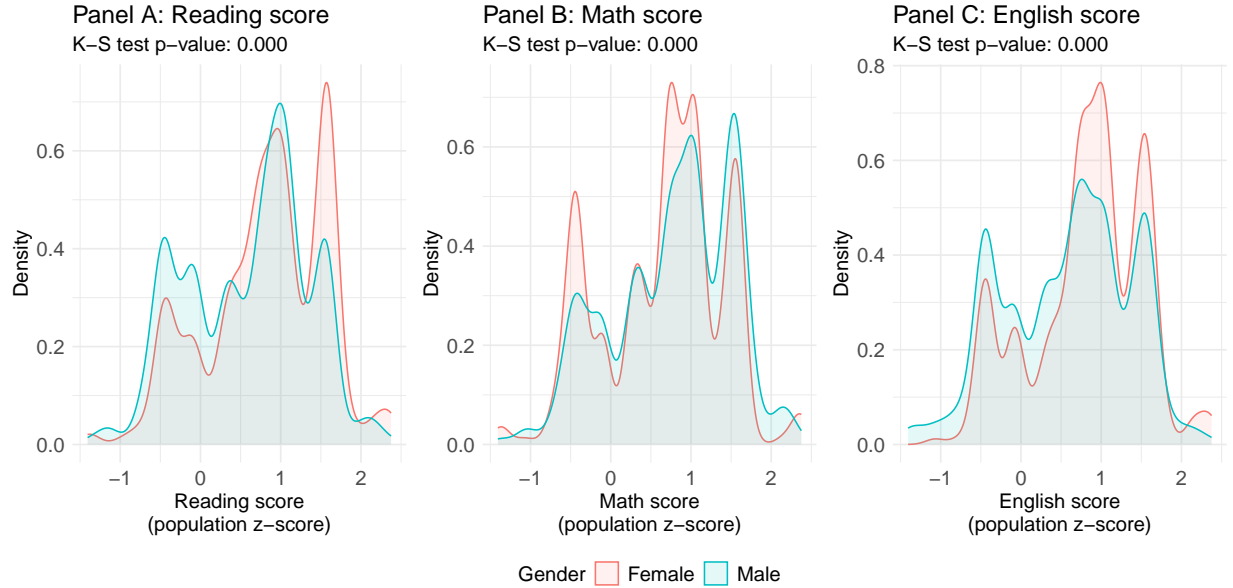 Panel A: Reading score
K−S test p−value: 0.000
Density
0.6
0.4
0.2
0.0
−1 0 1 2
Reading score
(population z−score)
Panel B: Math score
K−S test p−value: 0.000
Density
0.6
0.4
0.2
0.0
−1 0 1 2
Math score
(population z−score)
Panel C: English score
K−S test p−value: 0.000
Density
0.8
0.6
0.4
0.2
0.0
−1 0 1 2
English score
(population z−score)
Gender Female Male